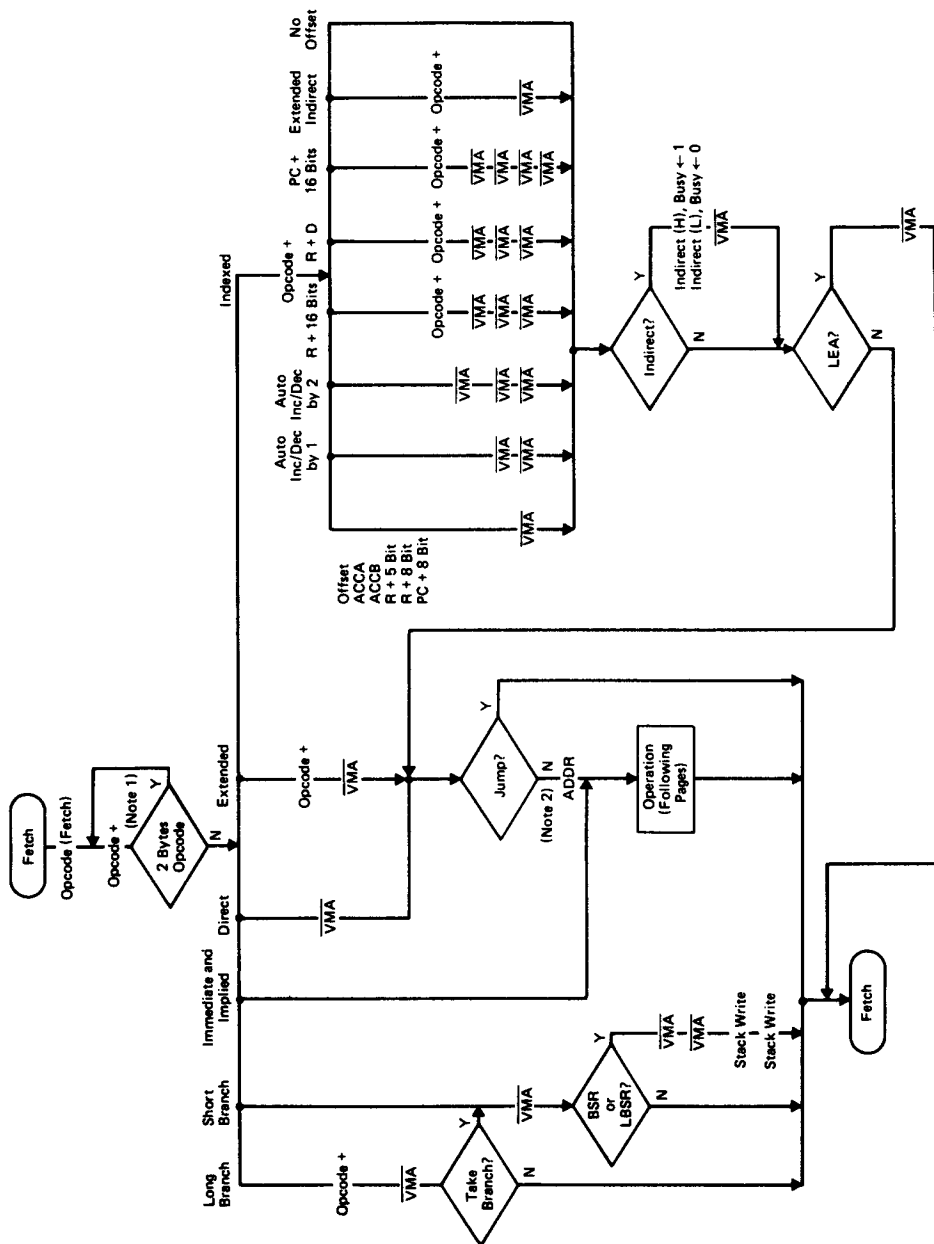 Fetch
Opcode (Fetch)
Opcode +
(Note 1)
2 Bytes
Opcode
Y
N
Long
Branch
Short
Branch
Immediate and
Implied
Direct
Extended
Indexed
Opcode +
VMA
Take
Branch?
Y
N
VMA
BSR
or
LBSR?
Y
N
VMA
VMA
Stack Write
Stack Write
VMA
Opcode +
VMA
Jump?
Y
N
(Note 2)
ADDR
Operation
(Following
Pages)
Fetch
Opcode +
Offset
ACCA
ACCB
R + 5 Bit
R + 8 Bit
PC + 8 Bit
VMA
Auto
Inc/Dec
by 1
VMA
VMA
Auto
Inc/Dec
by 2
VMA
VMA
VMA
R + 16 Bits
Opcode +
VMA
VMA
VMA
R + D
Opcode +
VMA
VMA
VMA
PC +
16 Bits
Opcode +
VMA
VMA
VMA
VMA
Extended
Indirect
Opcode +
Opcode +
VMA
No
Offset
Indirect?
Y
N
Indirect (H), Busy ← 1
Indirect (L), Busy ← 0
VMA
LEA?
Y
N
VMA